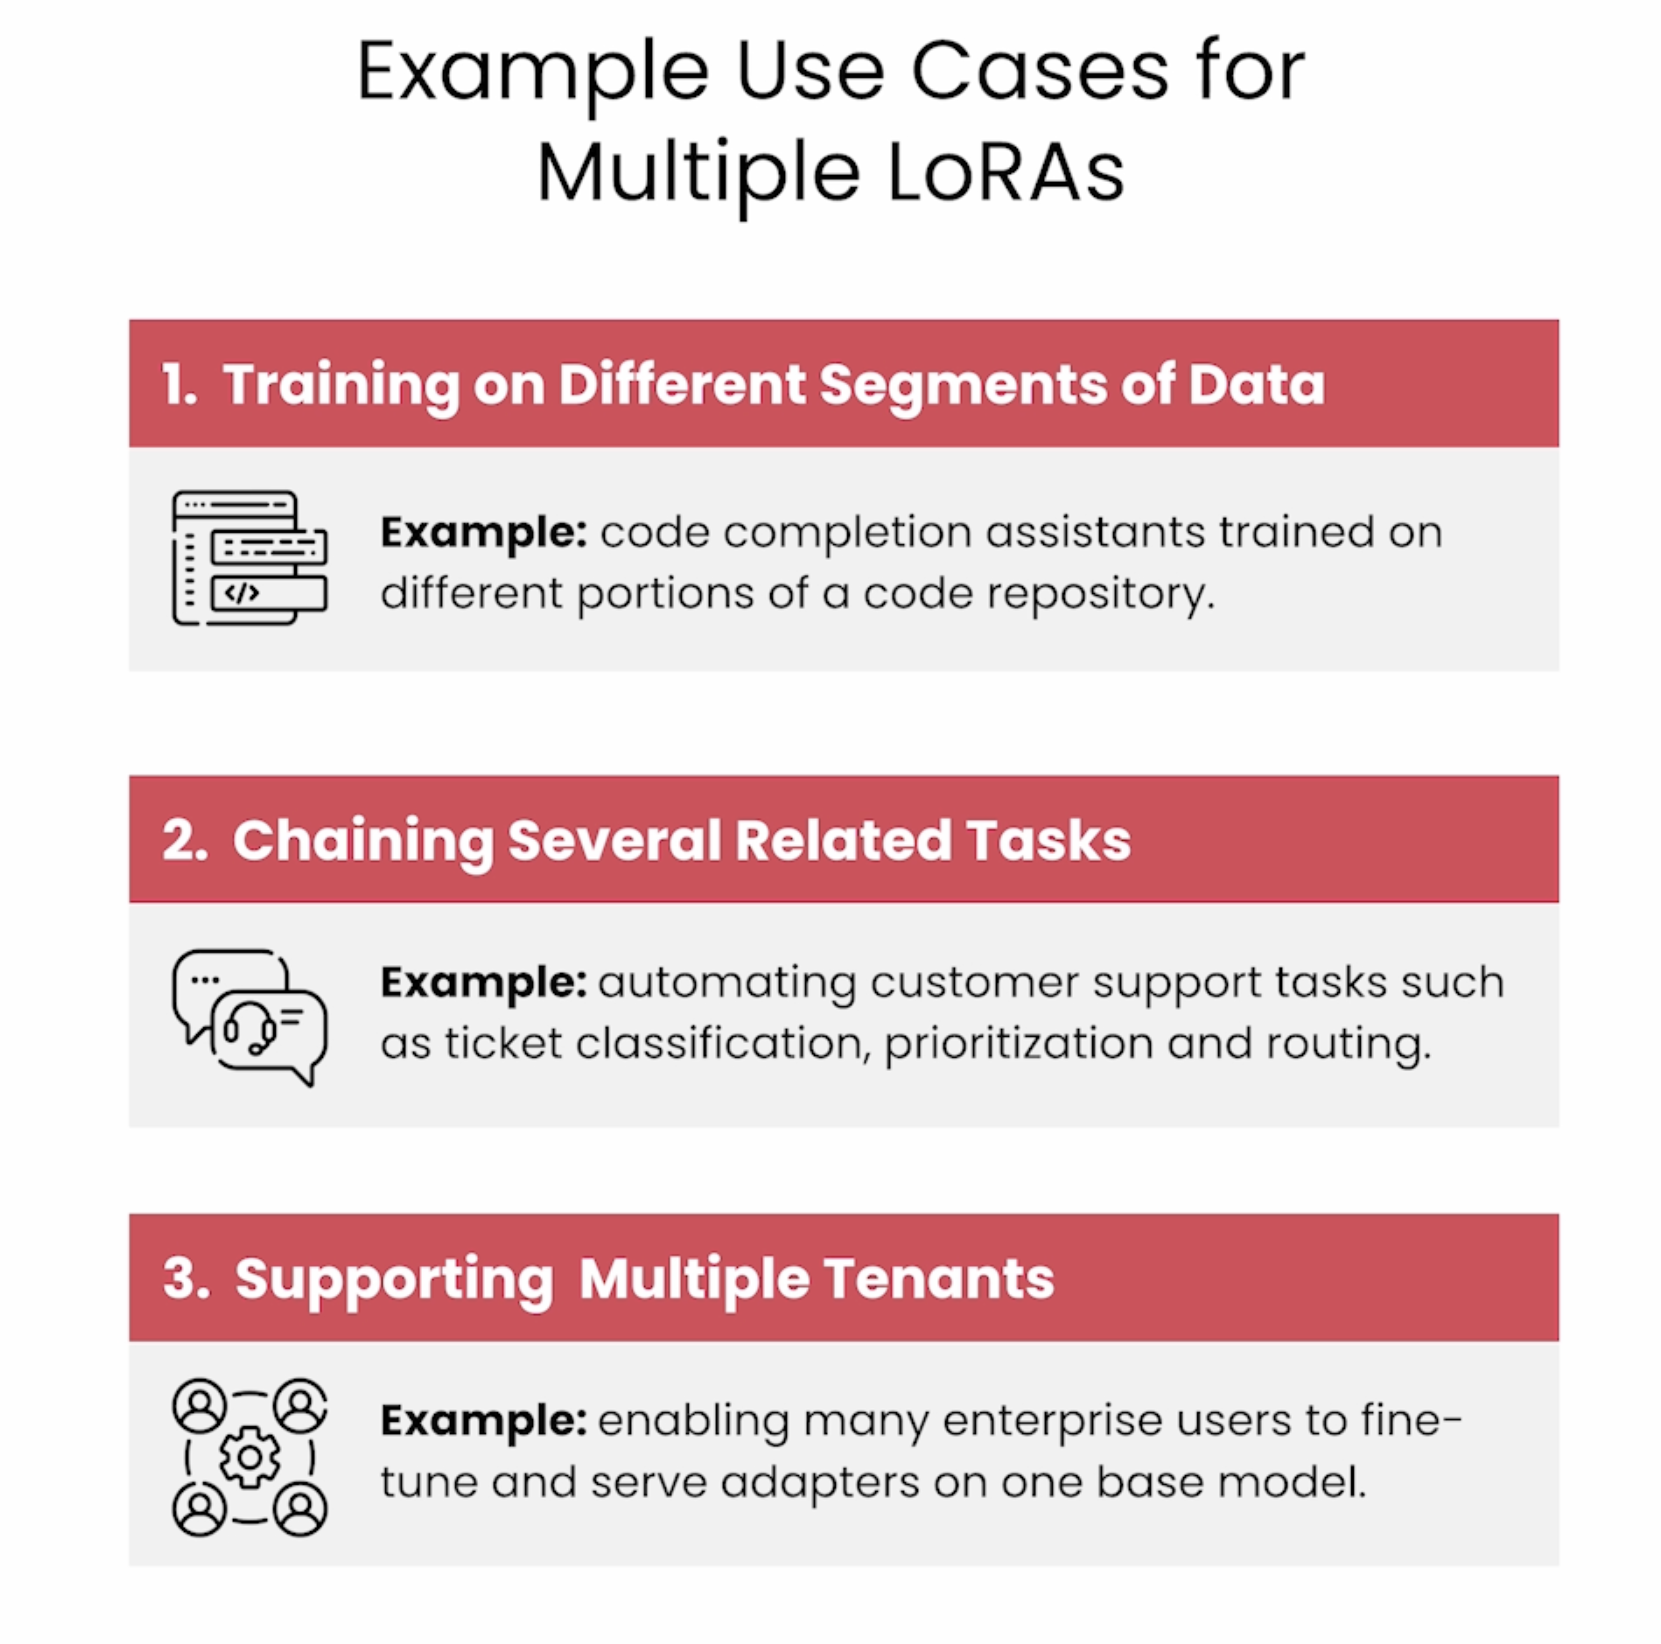 Example Use Cases for
Multiple LoRAs
1. Training on Different Segments of Data
</>
Example: code completion assistants trained on
different portions of a code repository.
2. Chaining Several Related Tasks
Example: automating customer support tasks such
as ticket classification, prioritization and routing.
3. Supporting Multiple Tenants
Example: enabling many enterprise users to fine-
tune and serve adapters on one base model.